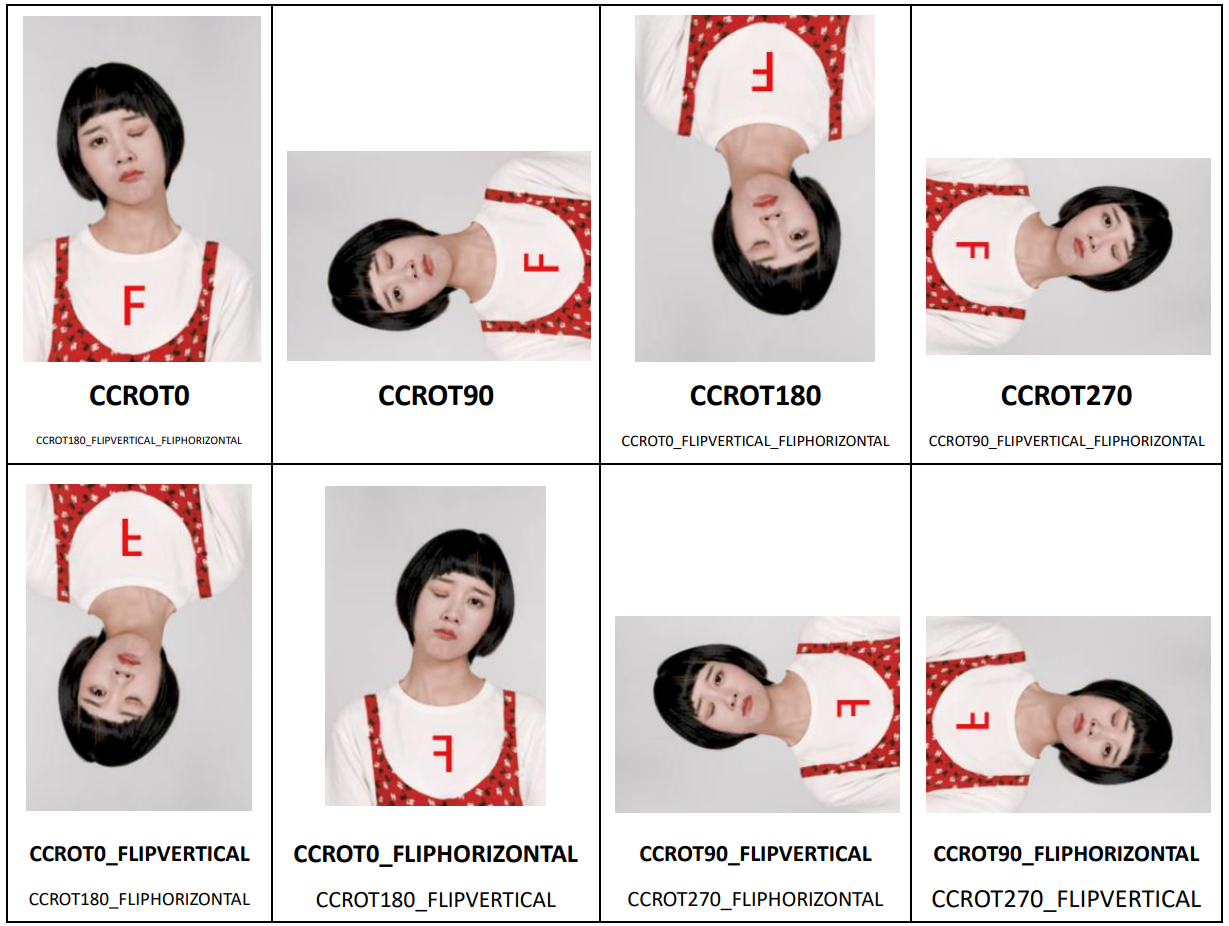 F
F
F
F
CCROT0
CCROT90
CCROT180
CCROT270
CCROT180_FLIPVERTICAL_FLIPHORIZONTAL
CCROT0_FLIPVERTICAL_FLIPHORIZONTAL
CCROT90_FLIPVERTICAL_FLIPHORIZONTAL
F
F
F
F
CCROT0_FLIPVERTICAL
CCROT0_FLIPHORIZONTAL
CCROT90_FLIPVERTICAL
CCROT90_FLIPHORIZONTAL
CCROT180_FLIPHORIZONTAL
CCROT180_FLIPVERTICAL
CCROT270_FLIPHORIZONTAL
CCROT270_FLIPVERTICAL